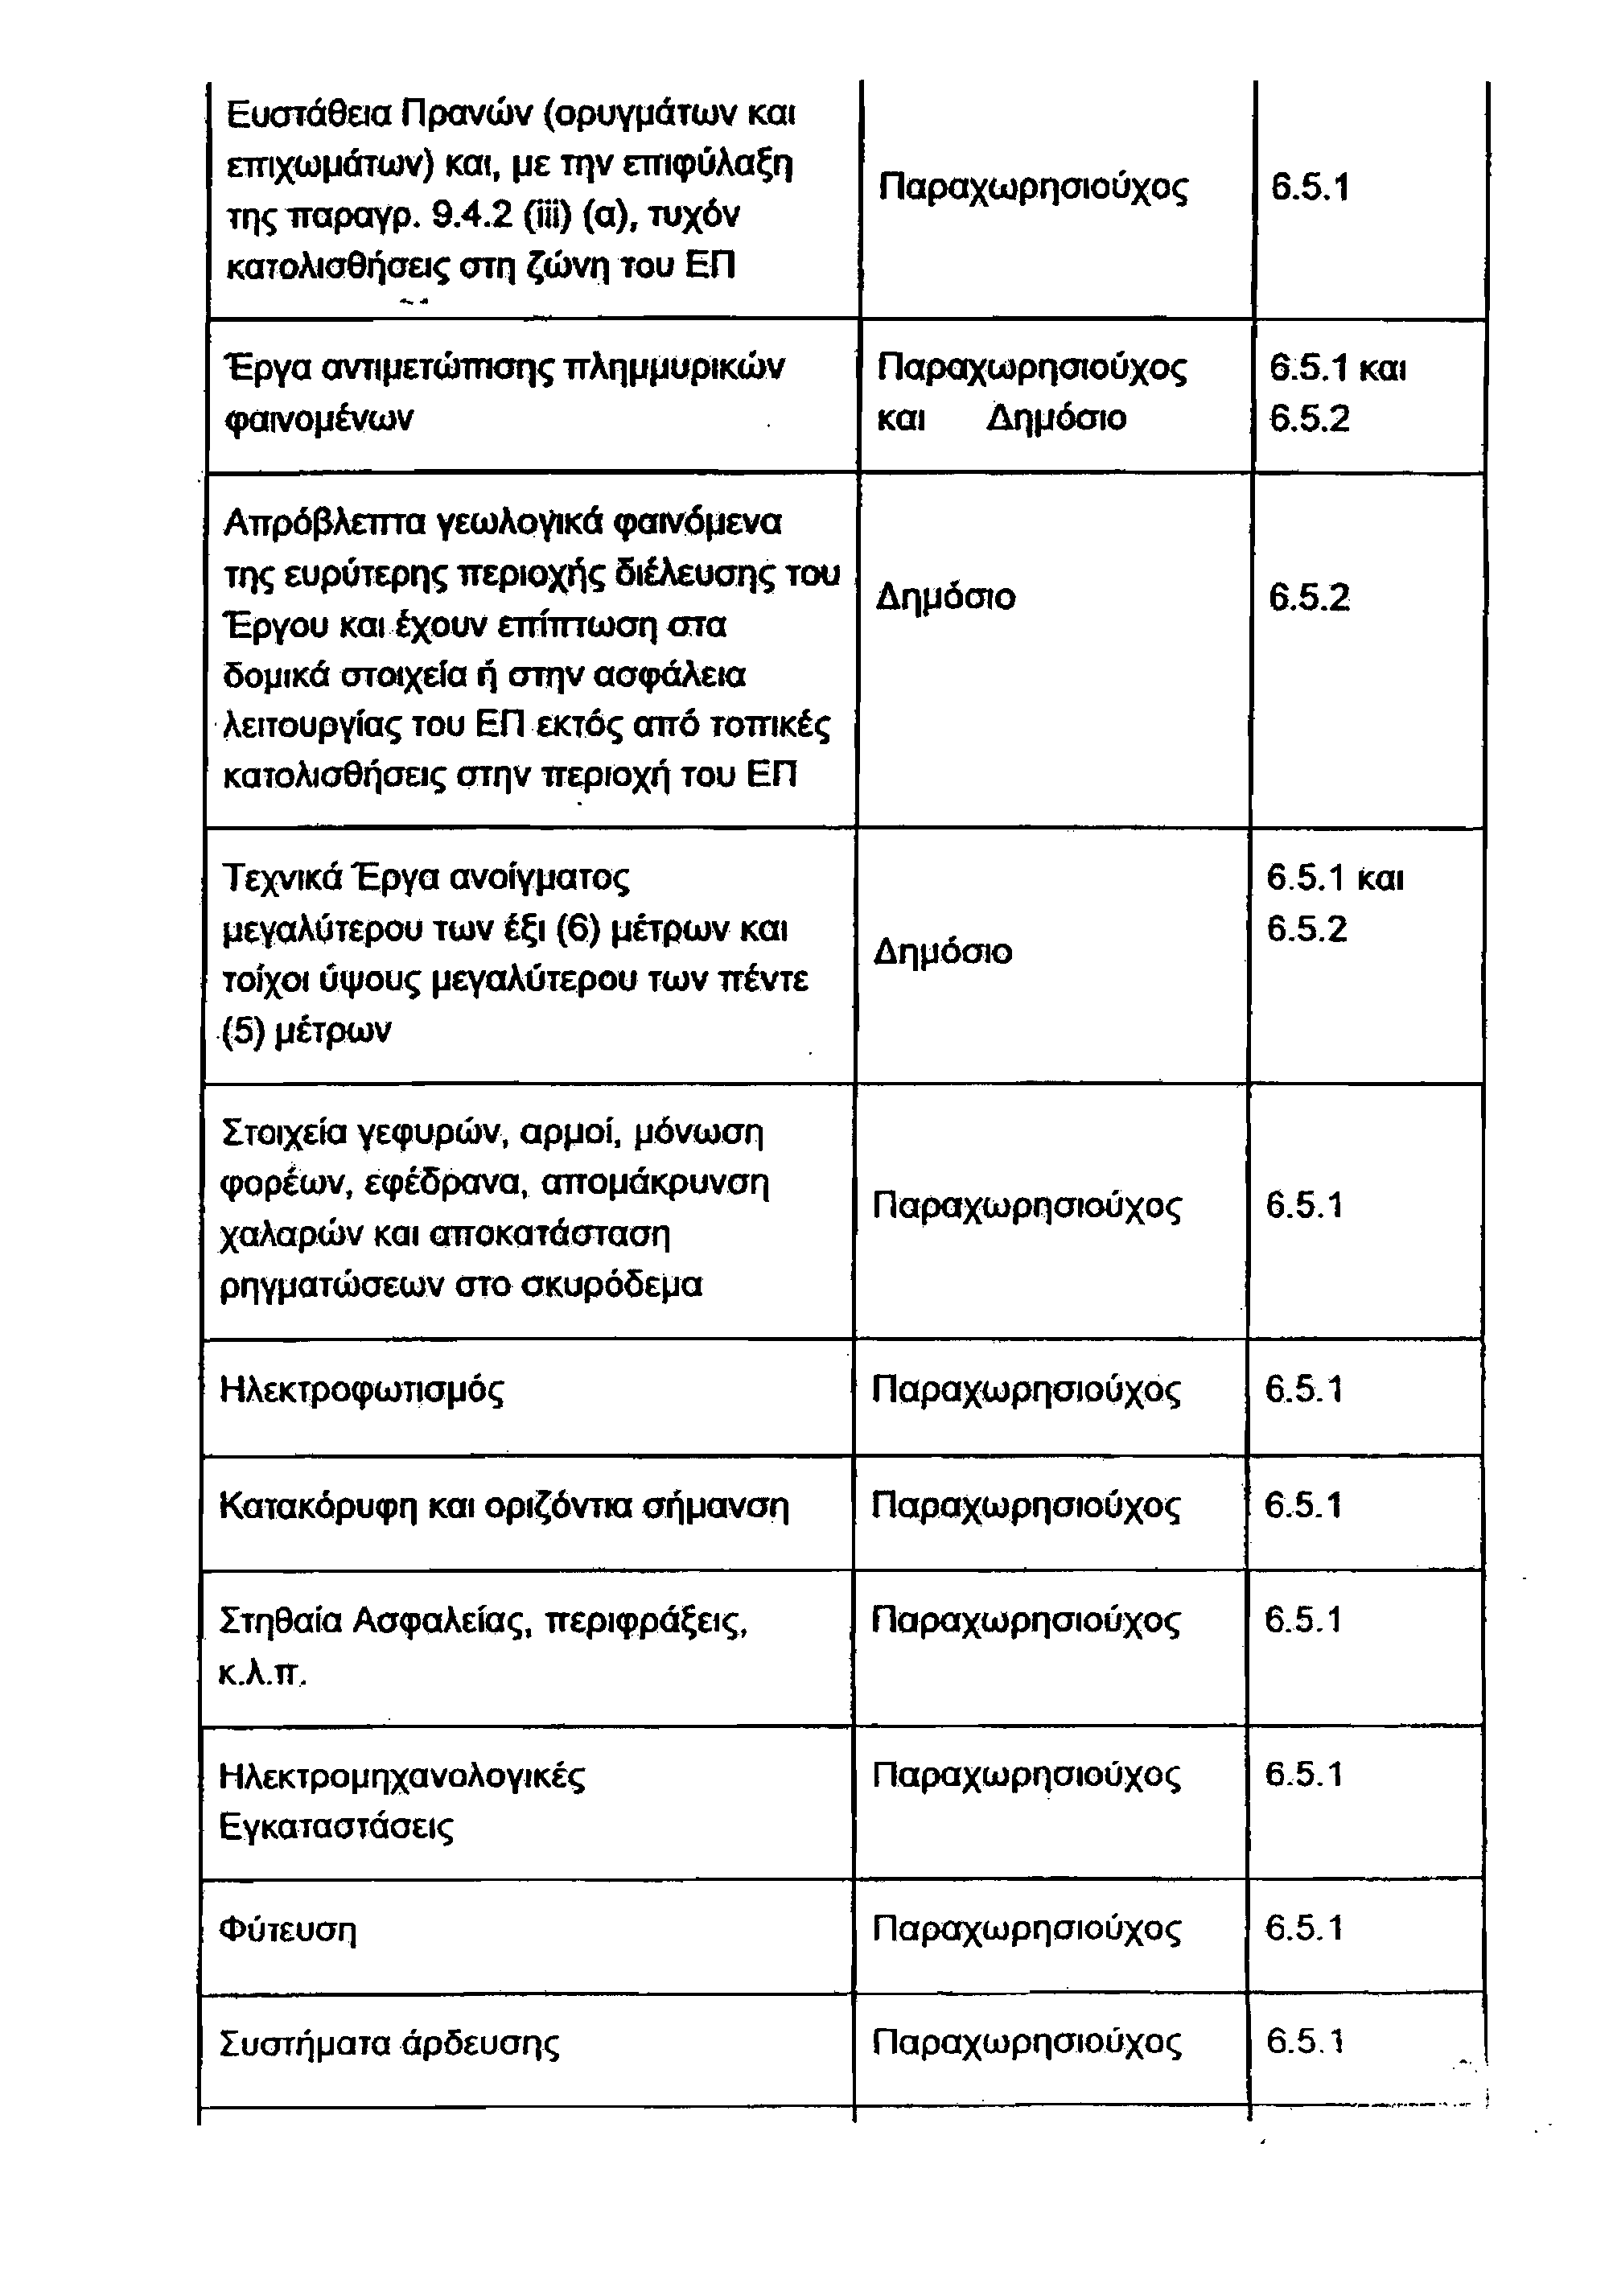 Ευστάθεια Πρανών (ορυγμάτων και
επιχωμάτων) και, με την επιφύλαξη
της παραγρ. 9.4.2 (iii) (α), τυχόν
κατολισθήσεις στη ζώνη του ΕΠ
Παραχωρησιούχος
6.5.1
Έργα αντιμετώπισης πλημμυρικών
φαινομένων
Παραχωρησιούχος
και Δημόσιο
6.5.1 και
6.5.2
Απρόβλεπτα γεωλογικά φαινόμενα
της ευρύτερης περιοχής διέλευσης του
Έργου και έχουν επίπτωση στα
δομικά στοιχεία ή στην ασφάλεια
λειτουργίας του ΕΠ εκτός από τοπικές
κατολισθήσεις στην περιοχή του ΕΠ
Δημόσιο
6.5.2
Τεχνικά Έργα ανοίγματος
μεγαλύτερου των έξι (6) μέτρων και
τοίχοι ύψους μεγαλύτερου των πέντε
(5) μέτρων
Δημόσιο
6.5.1 και
6.5.2
Στοιχεία γεφυρών, αρμοί, μόνωση
φορέων, εφέδρανα, απομάκρυνση
χαλαρών και αποκατάσταση
ρηγματώσεων στο σκυρόδεμα
Παραχωρησιούχος
6.5.1
Ηλεκτροφωτισμός
Παραχωρησιούχος
6.5.1
Κατακόρυφη και οριζόντια σήμανση
Παραχωρησιούχος
6.5.1
Στηθαία Ασφαλείας, περιφράξεις,
κ.λ.π.
Παραχωρησιούχος
6.5.1
Ηλεκτρομηχανολογικές
Εγκαταστάσεις
Παραχωρησιούχος
6.5.1
Φύτευση
Παραχωρησιούχος
6.5.1
Συστήματα άρδευσης
Παραχωρησιούχος
6.5.1